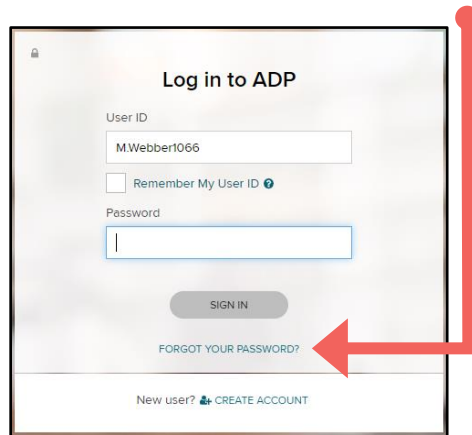 Log in to ADP
User ID
M.Webber1066
Remember My User ID ?
Password
SIGN IN
FORGOT YOUR PASSWORD?
New user? CREATE ACCOUNT